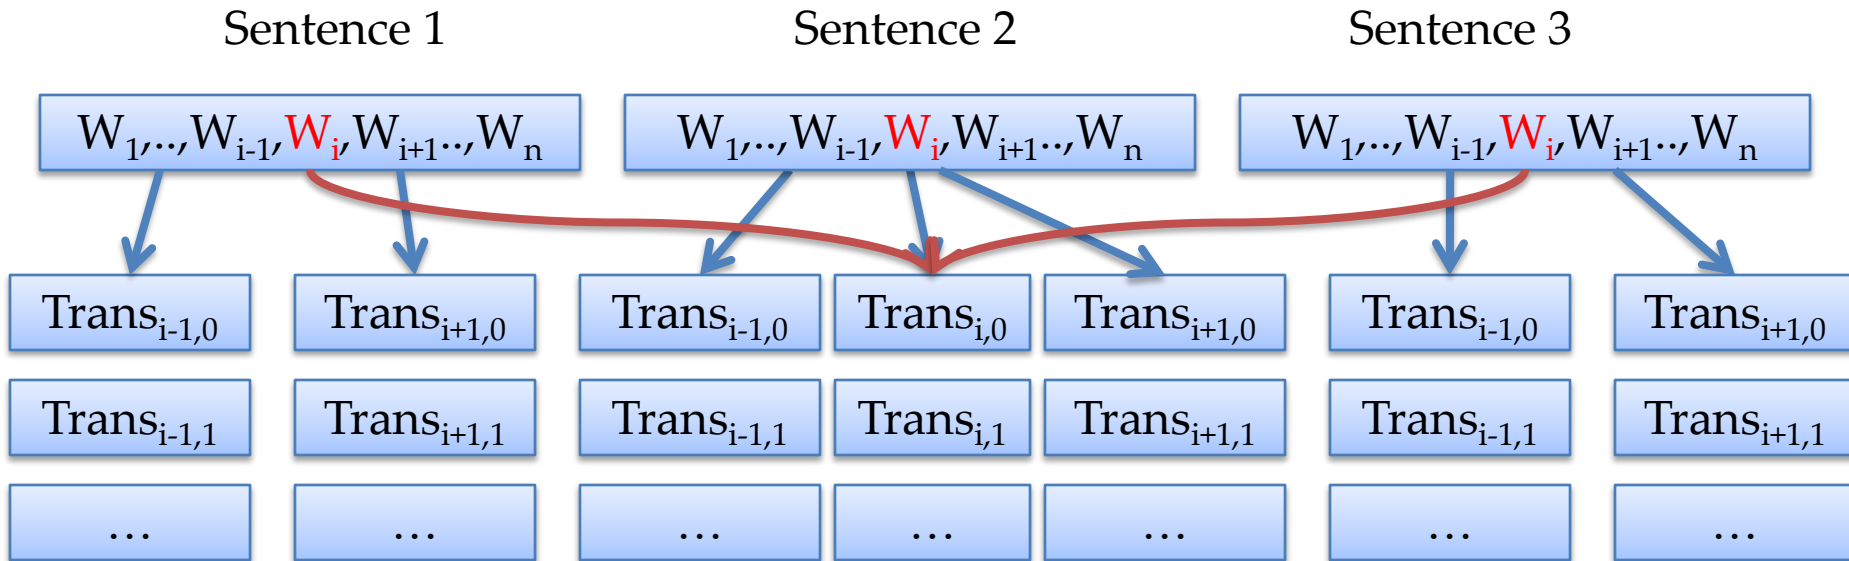 Sentence 1 Sentence 2 Sentence 3
W₁,..,Wᵢ₋₁,Wᵢ,Wᵢ₊₁..,Wₙ W₁,..,Wᵢ₋₁,Wᵢ,Wᵢ₊₁..,Wₙ W₁,..,Wᵢ₋₁,Wᵢ,Wᵢ₊₁..,Wₙ
Transi-1,0 Transi+1,0 Transi-1,0 Transi,0 Transi+1,0 Transi-1,0 Transi+1,0
Transi-1,1 Transi+1,1 Transi-1,1 Transi,1 Transi+1,1 Transi-1,1 Transi+1,1
… … … … … … …